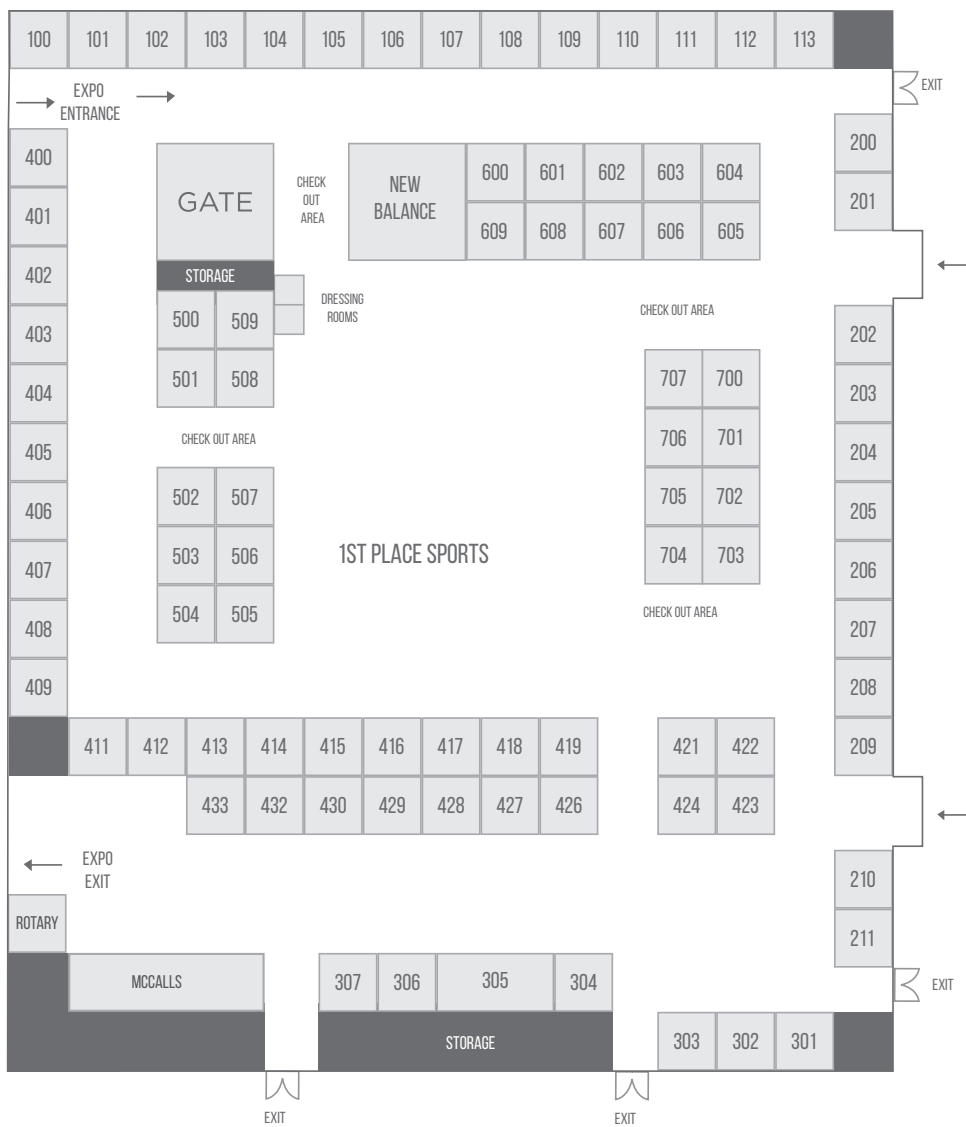 100 101 102 103 104 105 106 107 108 109 110 111 112 113
EXPO
ENTRANCE
EXIT
400
401
402
403
404
405
406
407
408
409
GATE
STORAGE
500 509
501 508
CHECK OUT AREA
502 507
503 506
504 505
CHECK
OUT
AREA
DRESSING
ROOMS
NEW
BALANCE
600 601 602 603 604
609 608 607 606 605
CHECK OUT AREA
707 700
706 701
705 702
704 703
CHECK OUT AREA
1ST PLACE SPORTS
200
201
202
203
204
205
206
207
208
209
210
211
EXIT
411 412 413 414 415 416 417 418 419 421 422
433 432 430 429 428 427 426 424 423
EXPO
EXIT
ROTARY
MCCALLS
307 306 305 304
STORAGE
303 302 301
EXIT
EXIT